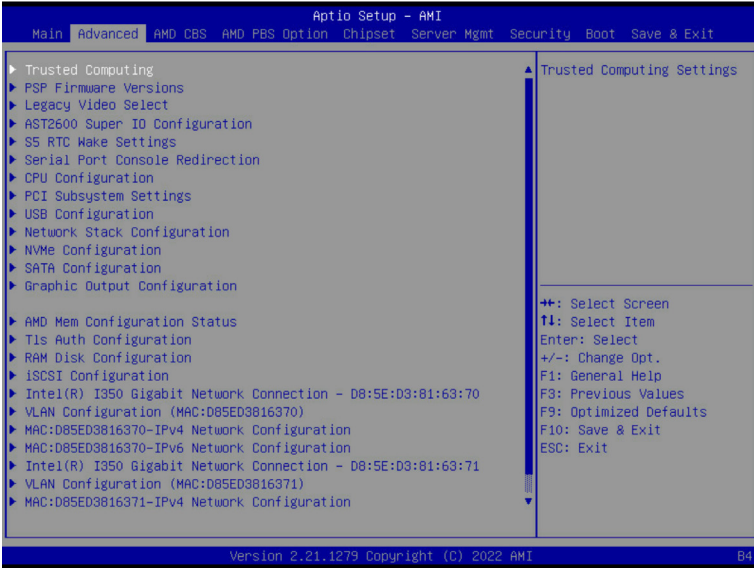 Aptio Setup – AMI
Main Advanced AMD CBS AMD PBS Option Chipset Server Mgmt Security Boot Save & Exit
▶ Trusted Computing
▶ PSP Firmware Versions
▶ Legacy Video Select
▶ AST2600 Super IO Configuration
▶ S5 RTC Wake Settings
▶ Serial Port Console Redirection
▶ CPU Configuration
▶ PCI Subsystem Settings
▶ USB Configuration
▶ Network Stack Configuration
▶ NVMe Configuration
▶ SATA Configuration
▶ Graphic Output Configuration
▶ AMD Mem Configuration Status
▶ Tls Auth Configuration
▶ RAM Disk Configuration
▶ iSCSI Configuration
▶ Intel(R) I350 Gigabit Network Connection – D8:5E:D3:81:63:70
▶ VLAN Configuration (MAC:D85ED3816370)
▶ MAC:D85ED3816370-IPv4 Network Configuration
▶ MAC:D85ED3816370-IPv6 Network Configuration
▶ Intel(R) I350 Gigabit Network Connection – D8:5E:D3:81:63:71
▶ VLAN Configuration (MAC:D85ED3816371)
▶ MAC:D85ED3816371-IPv4 Network Configuration
Trusted Computing Settings
→←: Select Screen
↑↓: Select Item
Enter: Select
+/-: Change Opt.
F1: General Help
F3: Previous Values
F9: Optimized Defaults
F10: Save & Exit
ESC: Exit
Version 2.21.1279 Copyright (C) 2022 AMI
B4